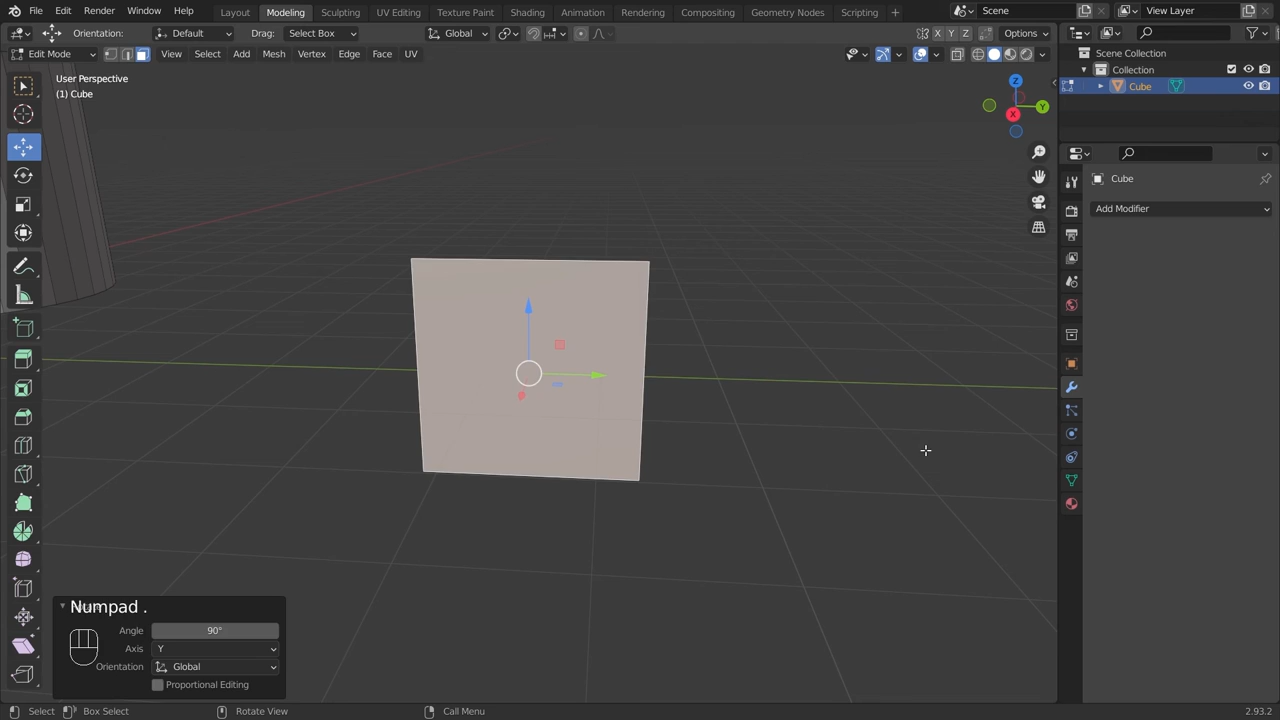 File Edit Render Window Help
Layout Modeling Sculpting UV Editing Texture Paint Shading Animation Rendering Compositing Geometry Nodes Scripting +
Scene
View Layer
Orientation: Default Drag: Select Box
Global
X Y Z
Options
Edit Mode View Select Add Mesh Vertex Edge Face UV
User Perspective
(1) Cube
Z
Y
X
Scene Collection
Collection
Cube
Cube
Add Modifier
Numpad .
Angle 90°
Axis Y
Orientation Global
Proportional Editing
Select Box Select Rotate View Call Menu 2.93.2